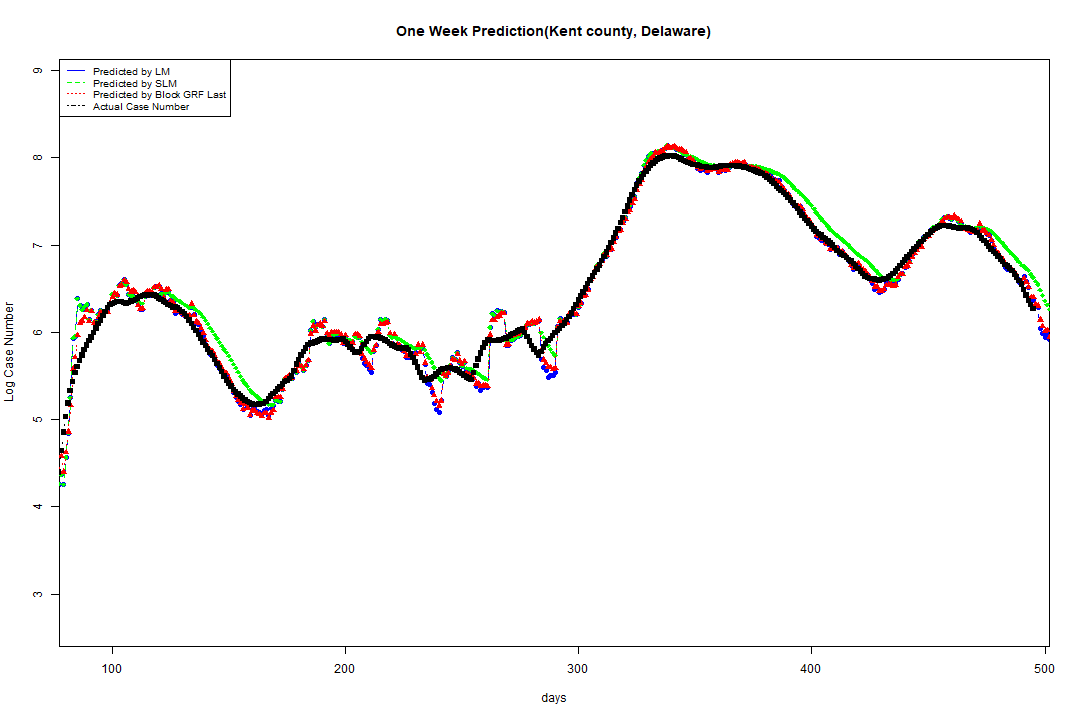 One Week Prediction(Kent county, Delaware)
Predicted by LM
Predicted by SLM
Predicted by Block GRF Last
Actual Case Number
9
8
7
6
5
4
3
Log Case Number
100 200 300 400 500
days